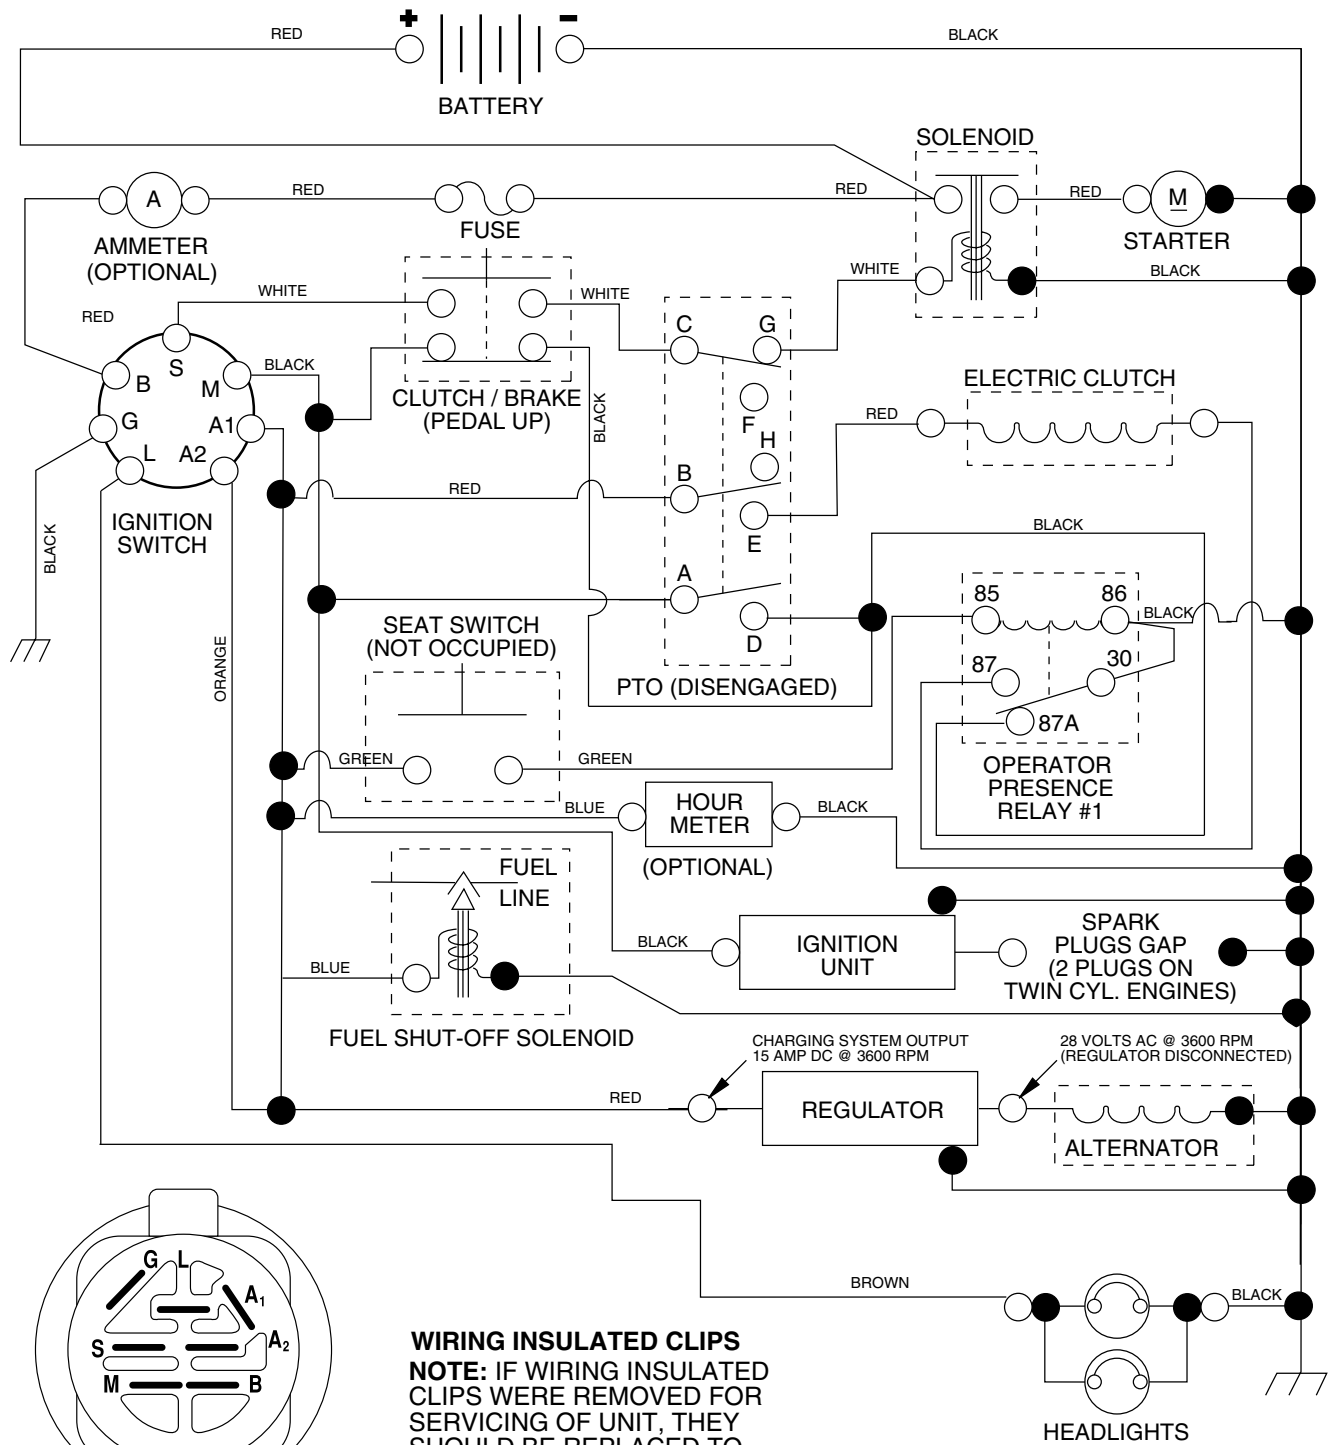 + −
RED
BLACK
BATTERY
SOLENOID
A
RED
RED
RED
M
FUSE
STARTER
AMMETER
(OPTIONAL)
WHITE
BLACK
WHITE
WHITE
RED
C G
S
B
M
BLACK
CLUTCH / BRAKE
(PEDAL UP)
BLACK
ELECTRIC CLUTCH
G
A1
F
RED
H
L
A2
B
RED
IGNITION
SWITCH
BLACK
E
BLACK
A
85 86
BLACK
SEAT SWITCH
(NOT OCCUPIED)
D
ORANGE
87
30
PTO (DISENGAGED)
87A
GREEN
GREEN
OPERATOR
PRESENCE
RELAY #1
BLUE
HOUR
METER
BLACK
(OPTIONAL)
FUEL
LINE
SPARK
PLUGS GAP
(2 PLUGS ON
TWIN CYL. ENGINES)
BLACK
IGNITION
UNIT
BLUE
FUEL SHUT-OFF SOLENOID
CHARGING SYSTEM OUTPUT
15 AMP DC @ 3600 RPM
28 VOLTS AC @ 3600 RPM
(REGULATOR DISCONNECTED)
RED
REGULATOR
ALTERNATOR
G L
A1
S
A2
M
B
BROWN
BLACK
WIRING INSULATED CLIPS
NOTE: IF WIRING INSULATED
CLIPS WERE REMOVED FOR
SERVICING OF UNIT, THEY
SHOULD BE REPLACED TO
HEADLIGHTS